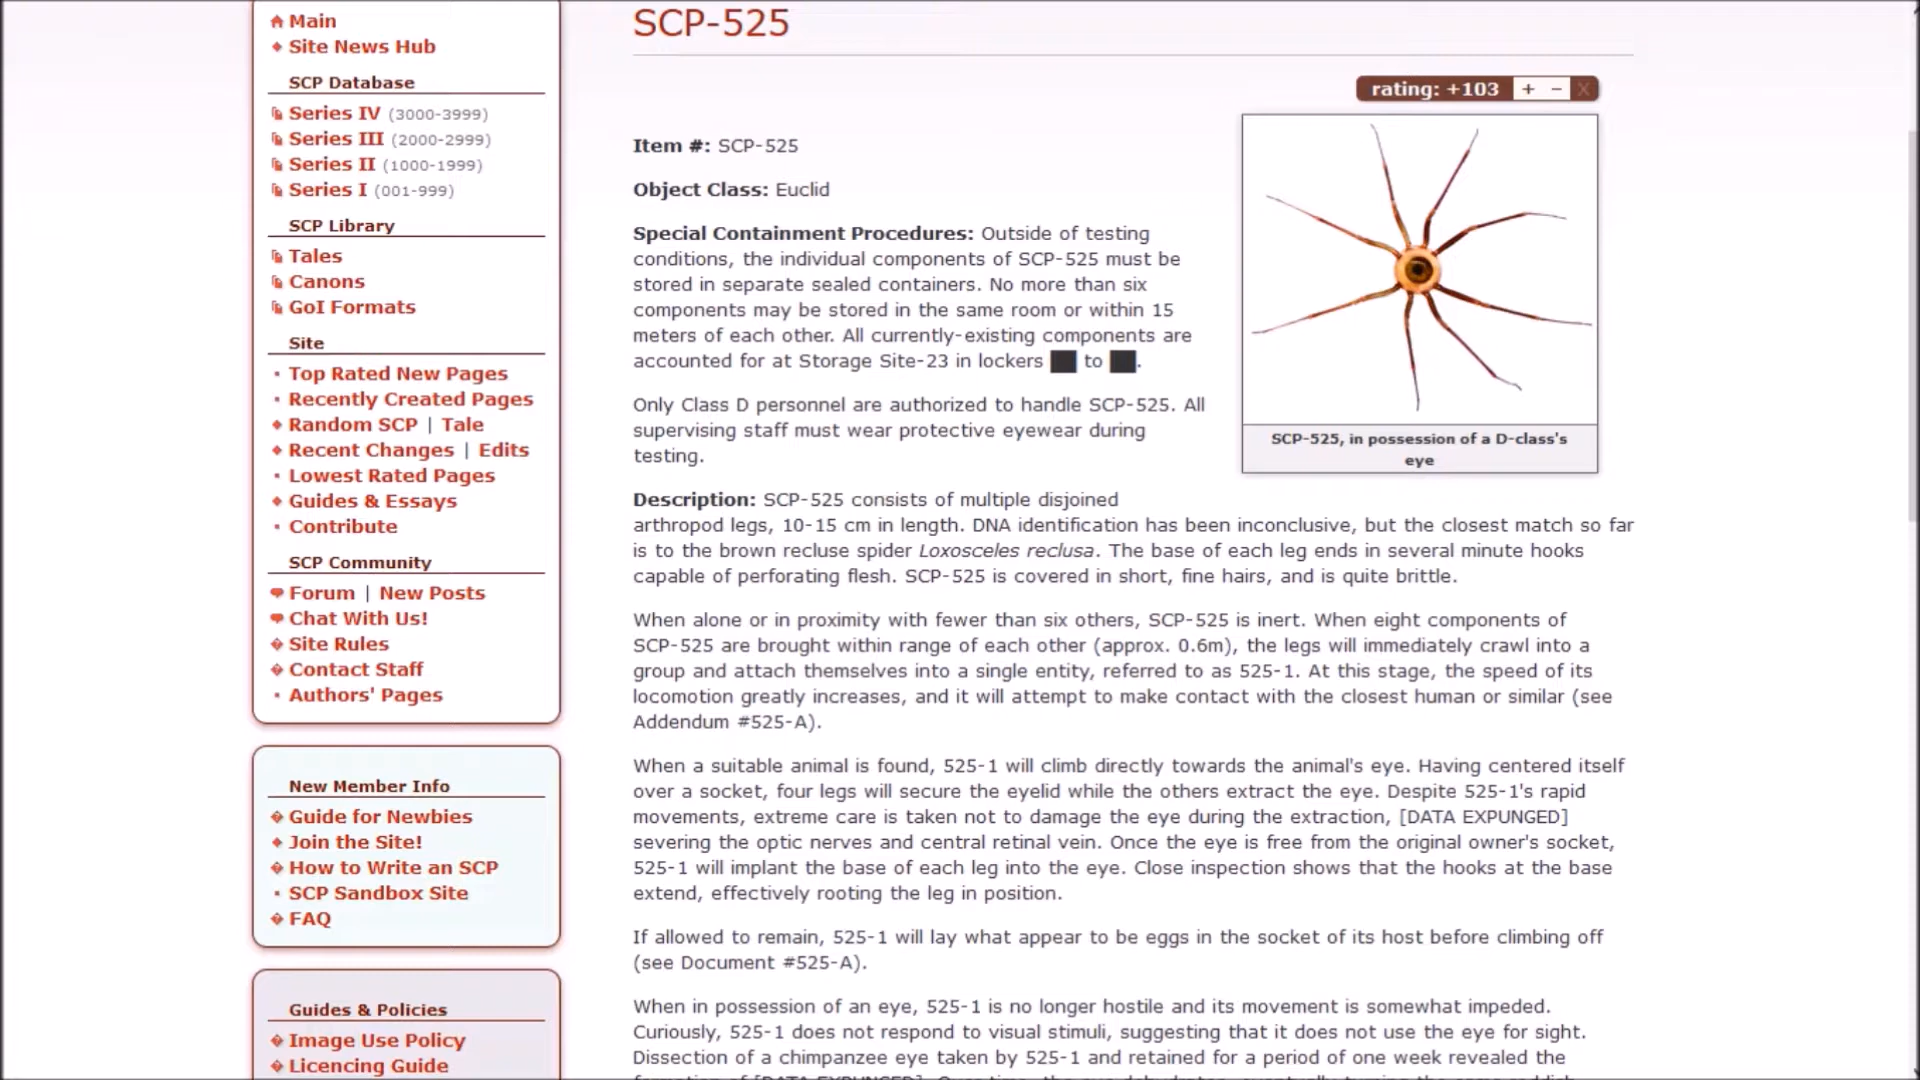 Main
Site News Hub
SCP Database
Series IV (3000-3999)
Series III (2000-2999)
Series II (1000-1999)
Series I (001-999)
SCP Library
Tales
Canons
GoI Formats
Site
Top Rated New Pages
Recently Created Pages
Random SCP | Tale
Recent Changes | Edits
Lowest Rated Pages
Guides & Essays
Contribute
SCP Community
Forum | New Posts
Chat With Us!
Site Rules
Contact Staff
Authors' Pages
New Member Info
Guide for Newbies
Join the Site!
How to Write an SCP
SCP Sandbox Site
FAQ
Guides & Policies
Image Use Policy
Licencing Guide
SCP-525
rating: +103 + − X
Item #: SCP-525
Object Class: Euclid
Special Containment Procedures: Outside of testing
conditions, the individual components of SCP-525 must be
stored in separate sealed containers. No more than six
components may be stored in the same room or within 15
meters of each other. All currently-existing components are
accounted for at Storage Site-23 in lockers ██ to ██.
Only Class D personnel are authorized to handle SCP-525. All
supervising staff must wear protective eyewear during
testing.
SCP-525, in possession of a D-class's
eye
Description: SCP-525 consists of multiple disjoined
arthropod legs, 10-15 cm in length. DNA identification has been inconclusive, but the closest match so far
is to the brown recluse spider Loxosceles reclusa. The base of each leg ends in several minute hooks
capable of perforating flesh. SCP-525 is covered in short, fine hairs, and is quite brittle.
When alone or in proximity with fewer than six others, SCP-525 is inert. When eight components of
SCP-525 are brought within range of each other (approx. 0.6m), the legs will immediately crawl into a
group and attach themselves into a single entity, referred to as 525-1. At this stage, the speed of its
locomotion greatly increases, and it will attempt to make contact with the closest human or similar (see
Addendum #525-A).
When a suitable animal is found, 525-1 will climb directly towards the animal's eye. Having centered itself
over a socket, four legs will secure the eyelid while the others extract the eye. Despite 525-1's rapid
movements, extreme care is taken not to damage the eye during the extraction, [DATA EXPUNGED]
severing the optic nerves and central retinal vein. Once the eye is free from the original owner's socket,
525-1 will implant the base of each leg into the eye. Close inspection shows that the hooks at the base
extend, effectively rooting the leg in position.
If allowed to remain, 525-1 will lay what appear to be eggs in the socket of its host before climbing off
(see Document #525-A).
When in possession of an eye, 525-1 is no longer hostile and its movement is somewhat impeded.
Curiously, 525-1 does not respond to visual stimuli, suggesting that it does not use the eye for sight.
Dissection of a chimpanzee eye taken by 525-1 and retained for a period of one week revealed the